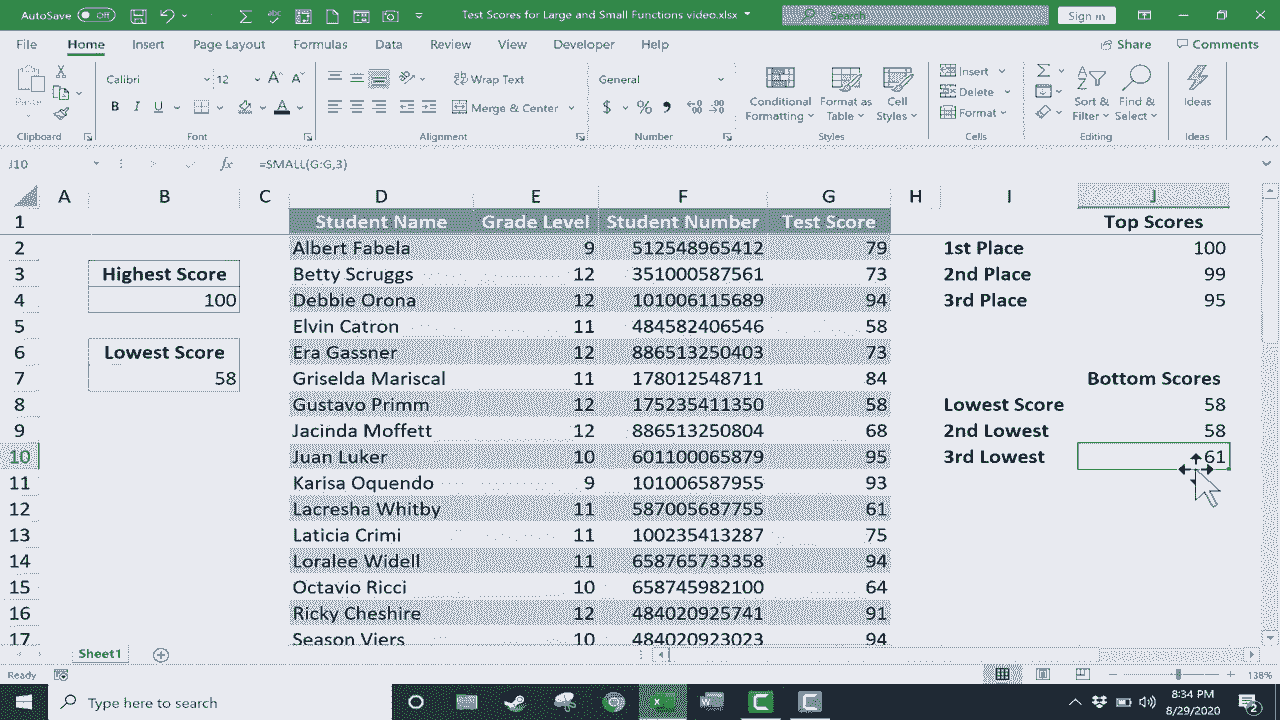 AutoSave Off Test Scores for Large and Small Functions video.xlsx Search Sign in
File Home Insert Page Layout Formulas Data Review View Developer Help Share Comments
Calibri 12 Wrap Text General Insert
Paste B I U Merge & Center $ % Conditional Formatting Format as Table Cell Styles Delete Format Sort & Filter Find & Select Ideas
Clipboard Font Alignment Number Styles Cells Editing Ideas
J10 fx =SMALL(G:G,3)
A B C D E F G H I J
1 Student Name Grade Level Student Number Test Score Top Scores
2 Albert Fabela 9 512548965412 79 1st Place 100
3 Highest Score Betty Scruggs 12 351000587561 73 2nd Place 99
4 100 Debbie Orona 12 101006115689 94 3rd Place 95
5 Elvin Catron 11 484582406546 58
6 Lowest Score Era Gassner 12 886513250403 73
7 58 Griselda Mariscal 11 178012548711 84 Bottom Scores
8 Gustavo Primm 12 175235411350 58 Lowest Score 58
9 Jacinda Moffett 12 886513250804 68 2nd Lowest 58
10 Juan Luker 10 601100065879 95 3rd Lowest 61
11 Karisa Oquendo 9 101006587955 93
12 Lacresha Whitby 11 587005687755 61
13 Laticia Crimi 11 100235413287 75
14 Loralee Widell 11 658765733358 94
15 Octavio Ricci 10 658745982100 64
16 Ricky Cheshire 12 484020925741 91
17 Season Viers 10 484020923023 94
Sheet1
Ready 138%
Type here to search 8:34 PM
8/29/2020 2